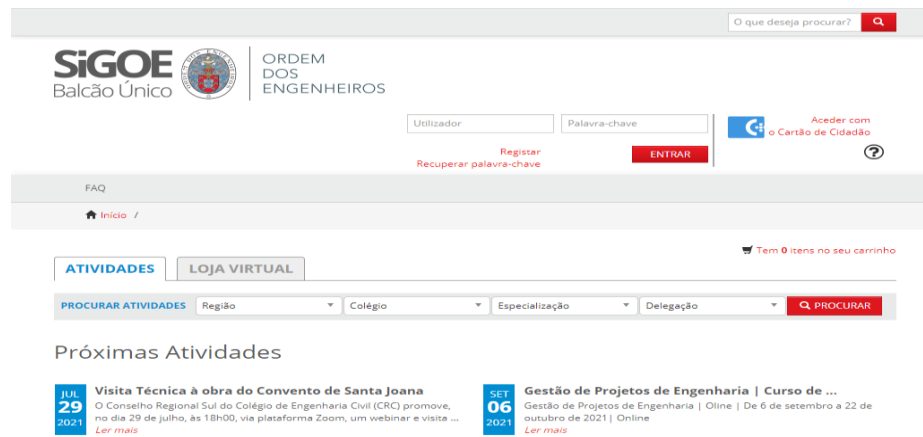 O que deseja procurar?
SiGOE
Balcão Único
ORDEM
DOS
ENGENHEIROS
Utilizador
Palavra-chave
Aceder com
o Cartão de Cidadão
Registar
Recuperar palavra-chave
ENTRAR
?
FAQ
Início /
Tem 0 itens no seu carrinho
ATIVIDADES
LOJA VIRTUAL
PROCURAR ATIVIDADES Região Colégio Especialização Delegação PROCURAR
Próximas Atividades
JUL
29
2021
Visita Técnica à obra do Convento de Santa Joana
O Conselho Regional Sul do Colégio de Engenharia Civil (CRC) promove,
no dia 29 de julho, às 18h00, via plataforma Zoom, um webinar e visita ...
Ler mais
SET
06
2021
Gestão de Projetos de Engenharia | Curso de ...
Gestão de Projetos de Engenharia | Oline | De 6 de setembro a 22 de
outubro de 2021| Online
Ler mais